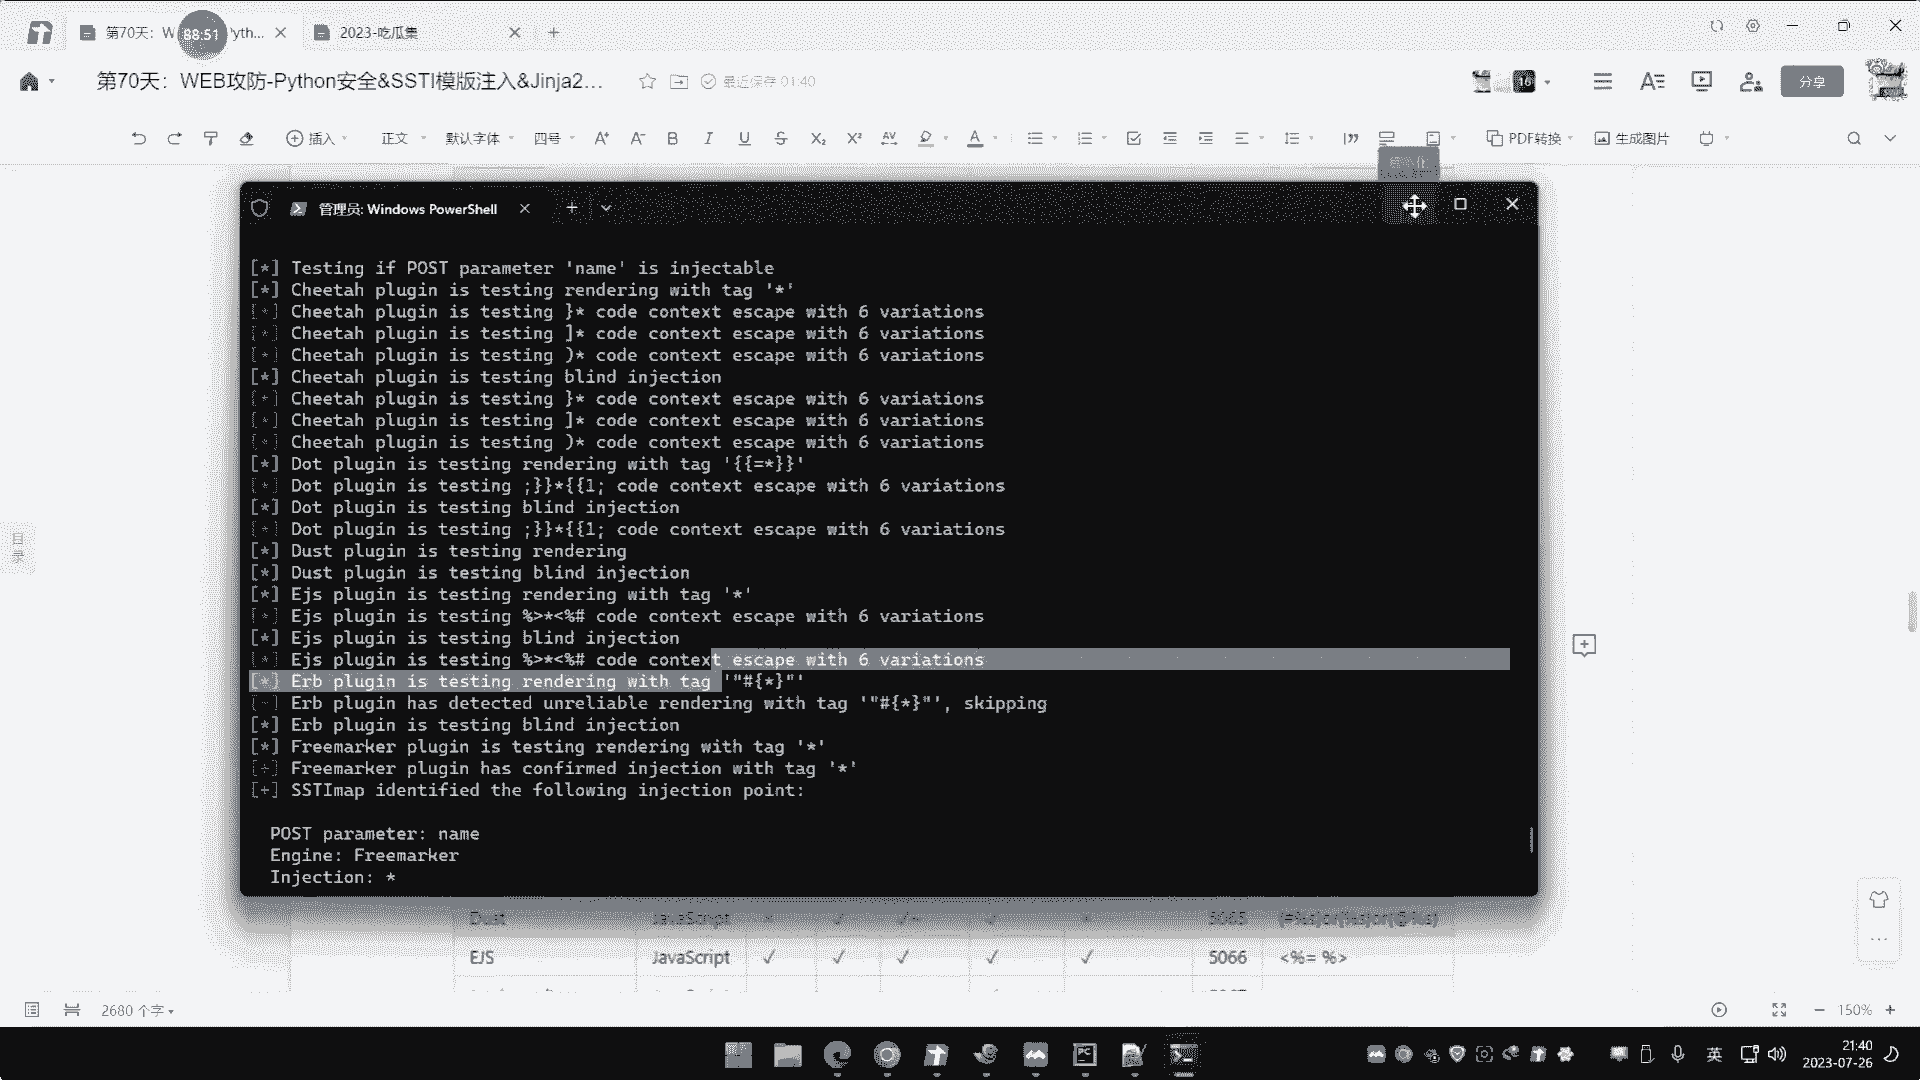 第70天：W
88:51
yth...
2023-吃瓜集
第70天：WEB攻防-Python安全&SSTI模版注入&Jinja2...
最近保存 01:40
16
分享
插入
正文
默认字体
四号
PDF转换
生成图片
管理员: Windows PowerShell
[*] Testing if POST parameter 'name' is injectable
[*] Cheetah plugin is testing rendering with tag '*'
[*] Cheetah plugin is testing }* code context escape with 6 variations
[*] Cheetah plugin is testing ]* code context escape with 6 variations
[*] Cheetah plugin is testing )* code context escape with 6 variations
[*] Cheetah plugin is testing blind injection
[*] Cheetah plugin is testing }* code context escape with 6 variations
[*] Cheetah plugin is testing ]* code context escape with 6 variations
[*] Cheetah plugin is testing )* code context escape with 6 variations
[*] Dot plugin is testing rendering with tag '{{=*}}'
[*] Dot plugin is testing ;}}*{{1; code context escape with 6 variations
[*] Dot plugin is testing blind injection
[*] Dot plugin is testing ;}}*{{1; code context escape with 6 variations
[*] Dust plugin is testing rendering
[*] Dust plugin is testing blind injection
[*] Ejs plugin is testing rendering with tag '*'
[*] Ejs plugin is testing %>*<%# code context escape with 6 variations
[*] Ejs plugin is testing blind injection
[*] Ejs plugin is testing %>*<%# code context escape with 6 variations
[*] Erb plugin is testing rendering with tag '"#{*}"'
[-] Erb plugin has detected unreliable rendering with tag '"#{*}"', skipping
[*] Erb plugin is testing blind injection
[*] Freemarker plugin is testing rendering with tag '*'
[+] Freemarker plugin has confirmed injection with tag '*'
[+] SSTImap identified the following injection point:
POST parameter: name
Engine: Freemarker
Injection: *
Dust JavaScript
EJS JavaScript ✓ ✓ ✓ ✓ ✓ 5066 <%= %>
目录
2680 个字
150%
英
21:40
2023-07-26